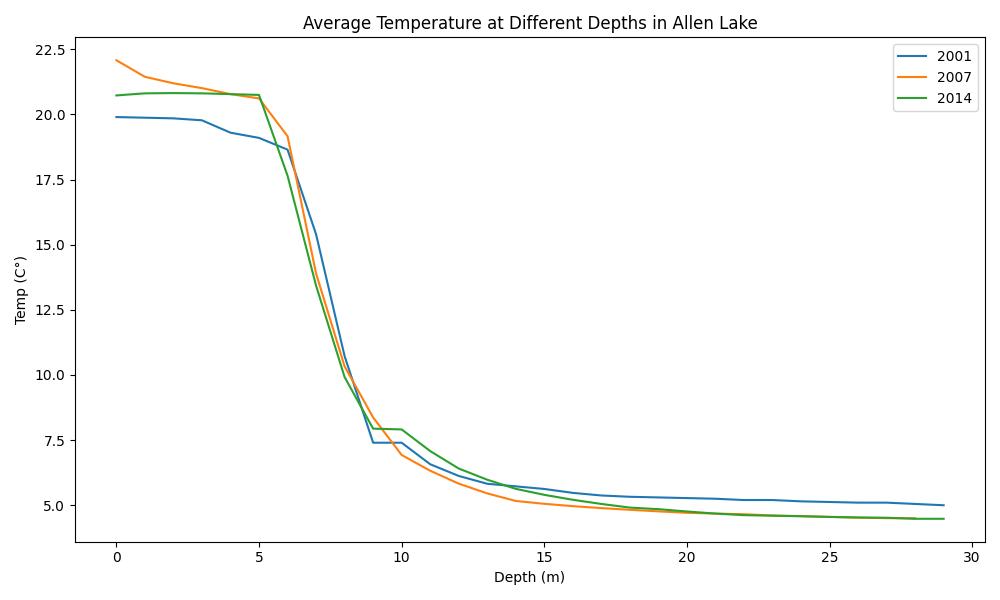 Average Temperature at Different Depths in Allen Lake
22.5
20.0
17.5
15.0
12.5
10.0
7.5
5.0
Temp (C°)
0 5 10 15 20 25 30
Depth (m)
2001
2007
2014